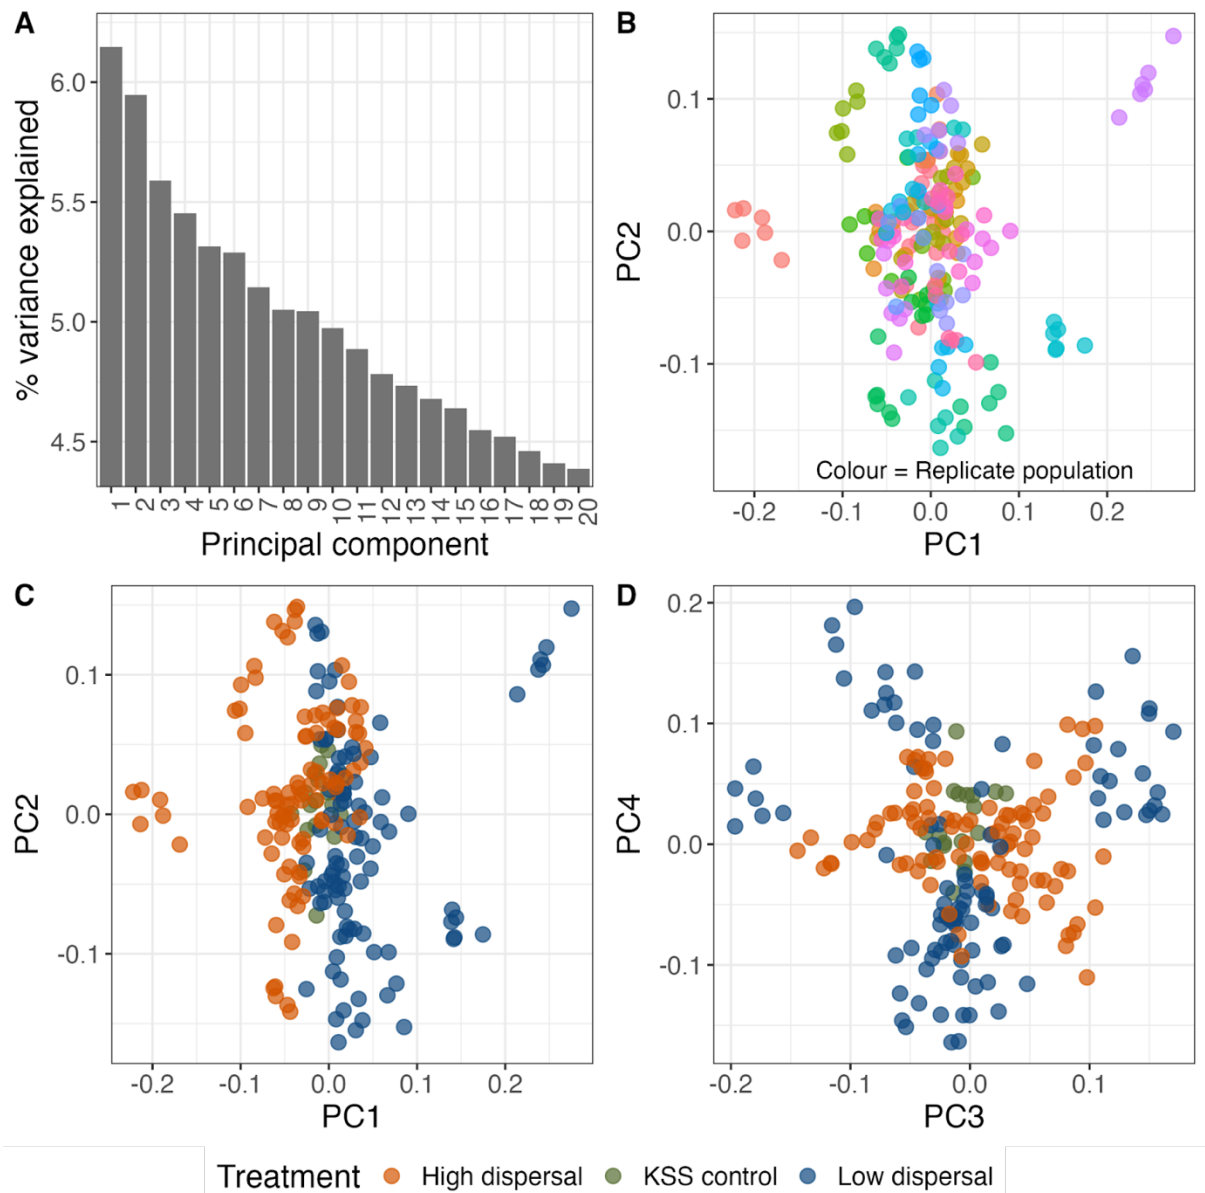 A
% variance explained
6.0
5.5
5.0
4.5
1 2 3 4 5 6 7 8 9 10 11 12 13 14 15 16 17 18 19 20
Principal component
B
PC2
0.1
0.0
-0.1
Colour = Replicate population
-0.2 -0.1 0.0 0.1 0.2
PC1
C
PC2
0.1
0.0
-0.1
-0.2 -0.1 0.0 0.1 0.2
PC1
D
PC4
0.2
0.1
0.0
-0.1
-0.2 -0.1 0.0 0.1
PC3
Treatment High dispersal KSS control Low dispersal